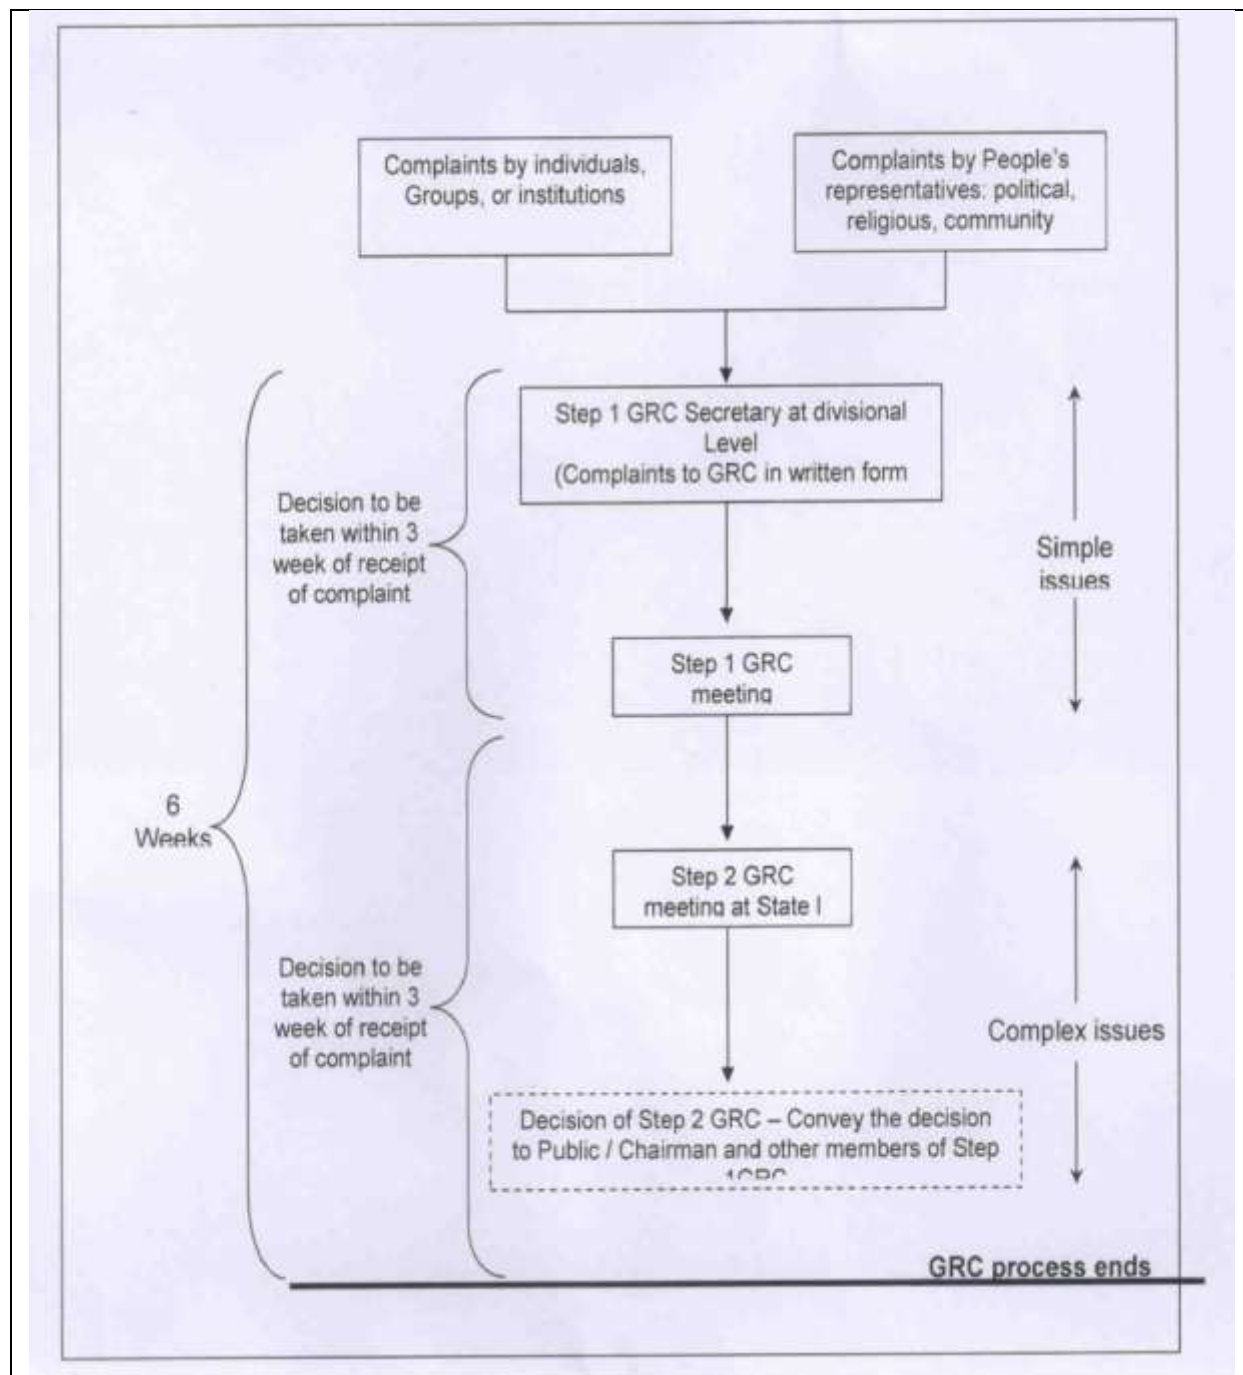 Complaints by individuals,
Groups, or institutions
Complaints by People's
representatives: political,
religious, community
Step 1 GRC Secretary at divisional
Level
(Complaints to GRC in written form
Decision to be
taken within 3
week of receipt
of complaint
Simple
issues
Step 1 GRC
meeting
6
Weeks
Step 2 GRC
meeting at State l
Decision to be
taken within 3
week of receipt
of complaint
Complex issues
Decision of Step 2 GRC – Convey the decision
to Public / Chairman and other members of Step
1GRC
GRC process ends